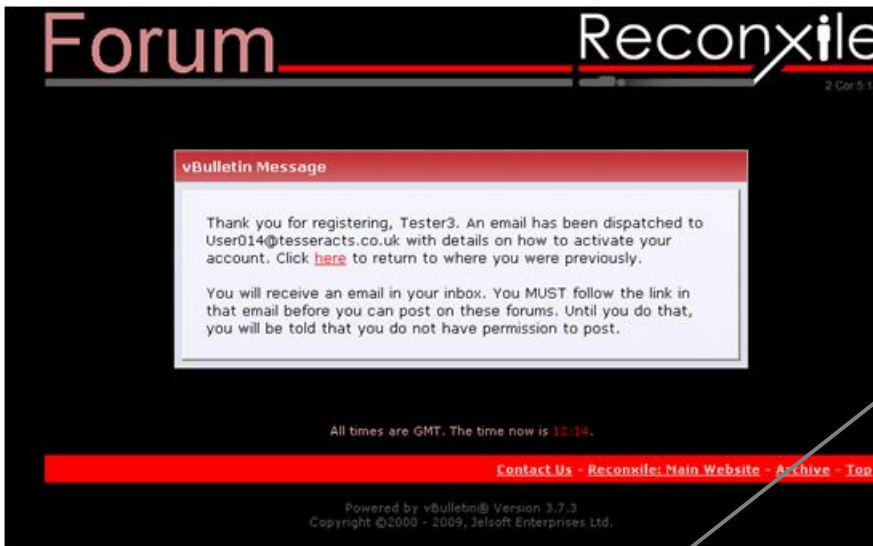 Forum
Reconxile
2 Cor 5:1
vBulletin Message
Thank you for registering, Tester3. An email has been dispatched to
User014@tesseracts.co.uk with details on how to activate your
account. Click here to return to where you were previously.
You will receive an email in your inbox. You MUST follow the link in
that email before you can post on these forums. Until you do that,
you will be told that you do not have permission to post.
All times are GMT. The time now is 12:14.
Contact Us - Reconxile: Main Website - Archive - Top
Powered by vBulletin® Version 3.7.3
Copyright ©2000 - 2009, Jelsoft Enterprises Ltd.